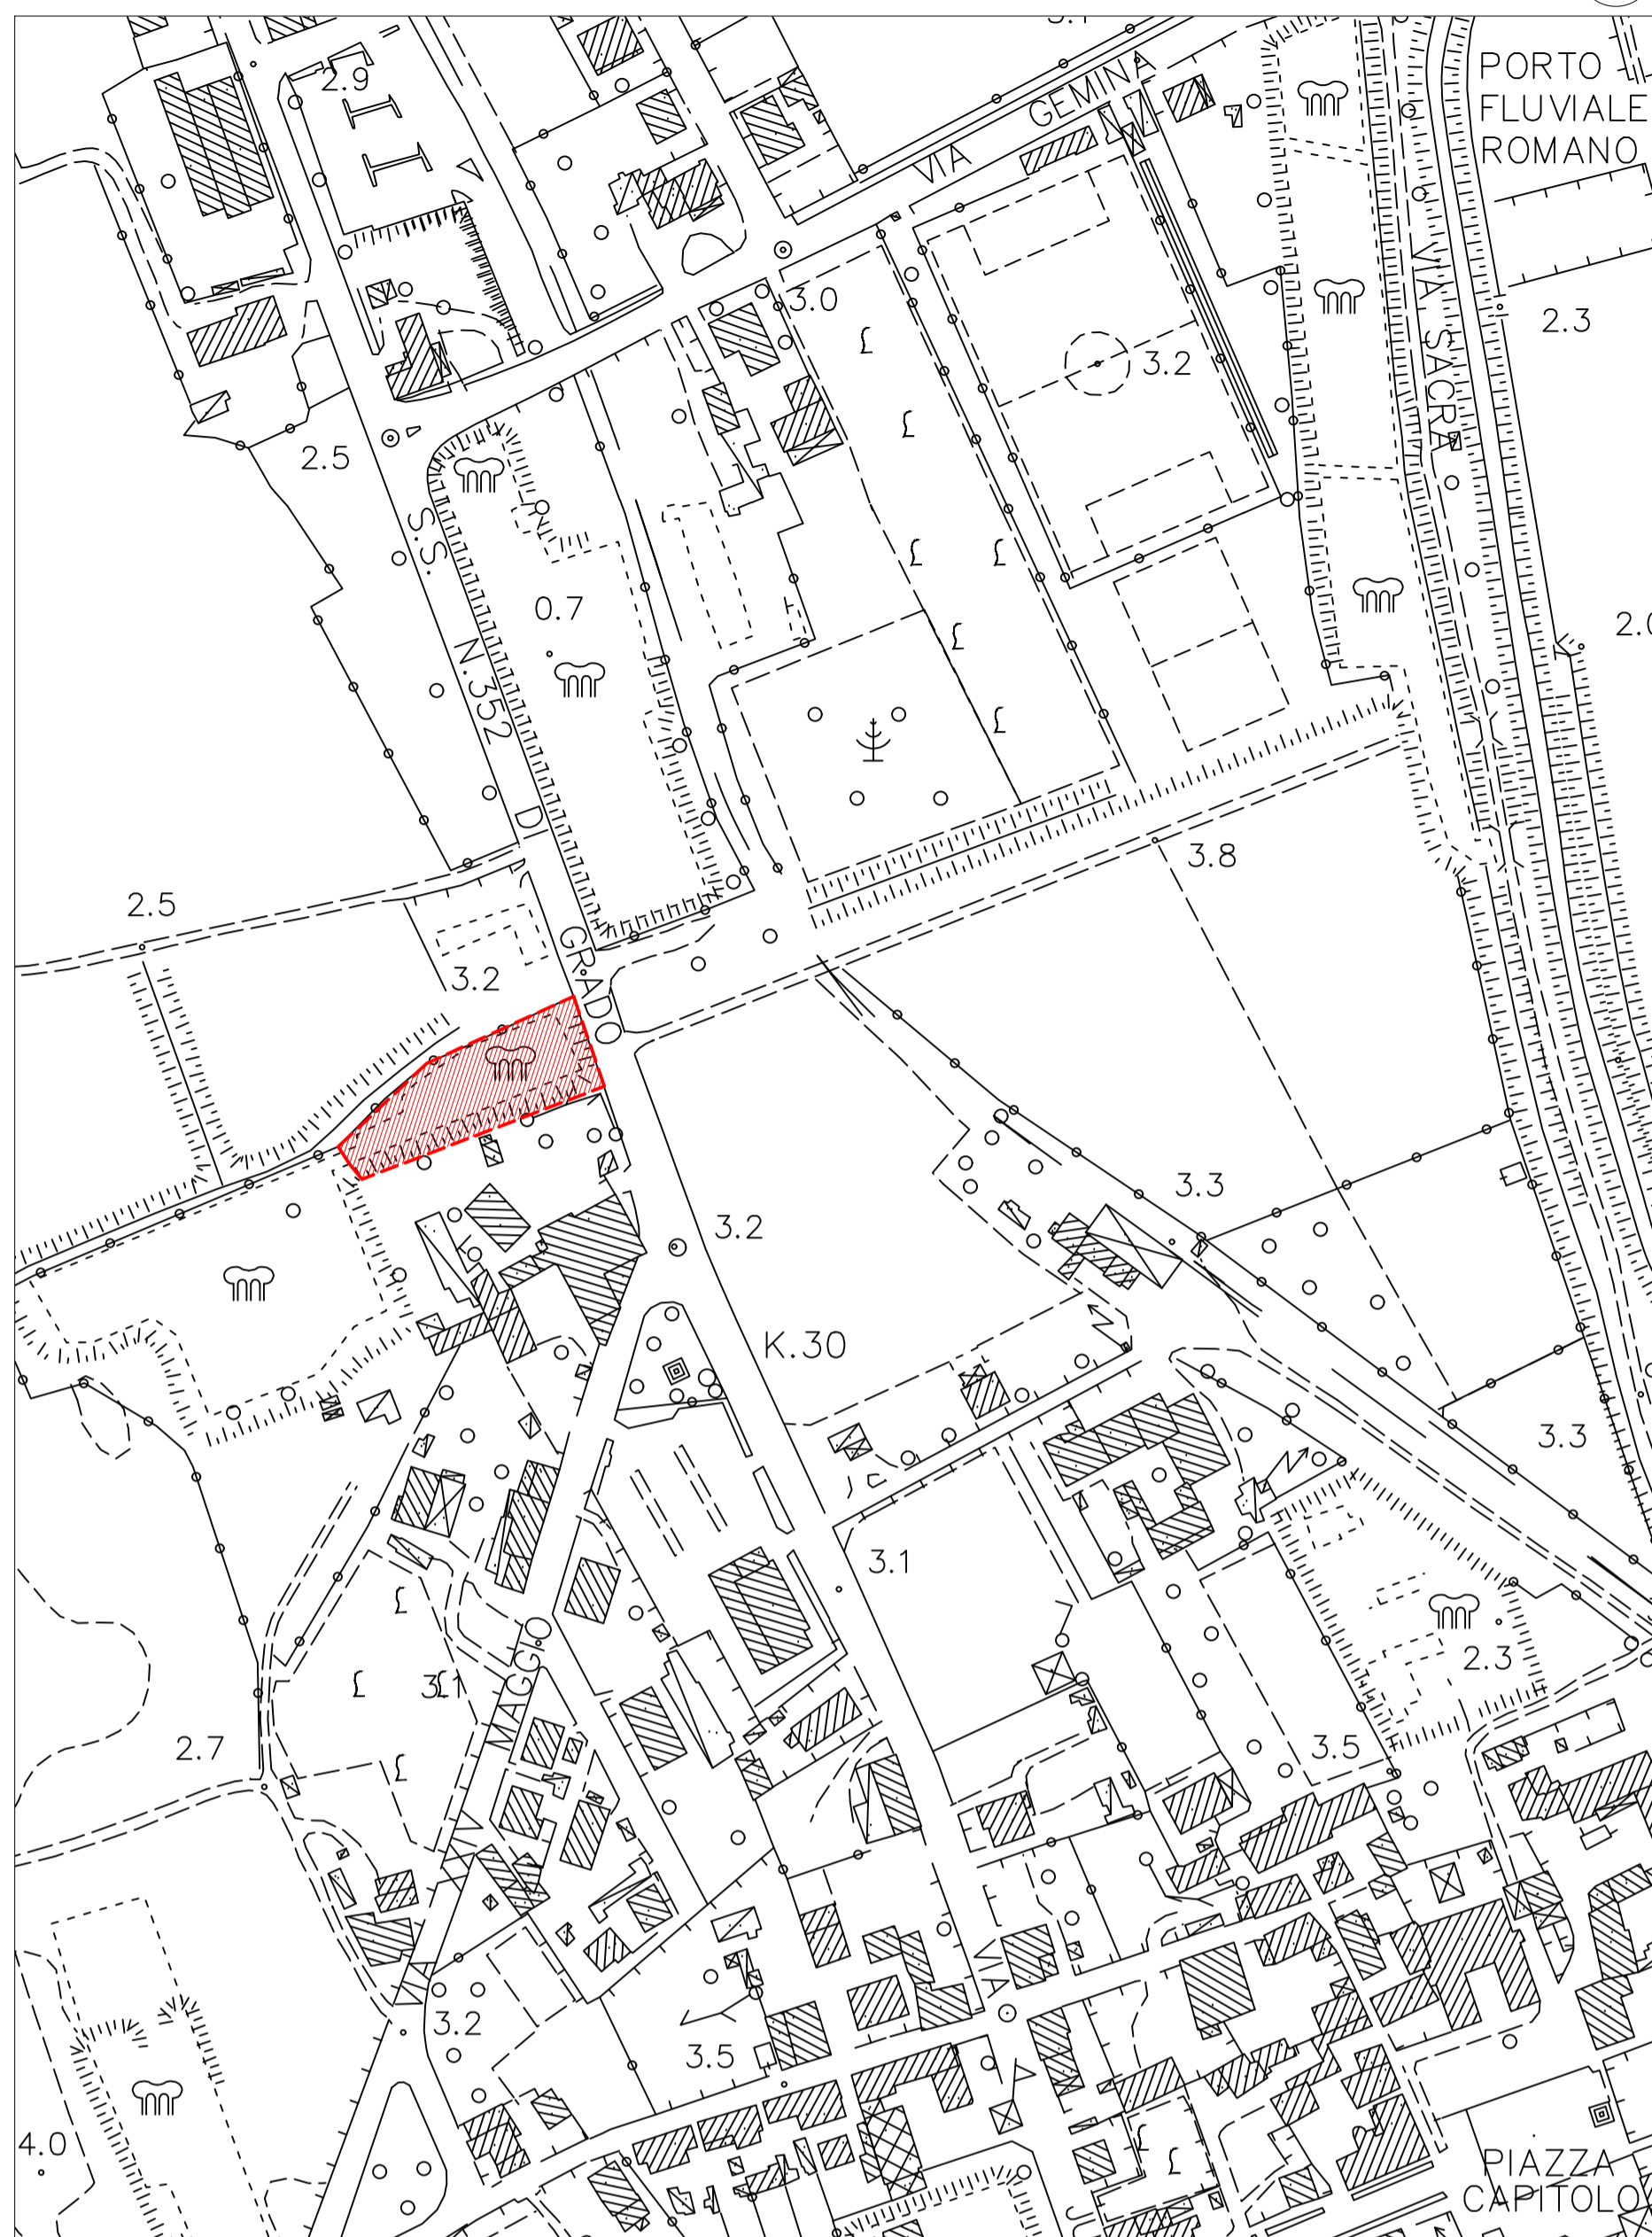 PORTO
FLUVIALE
ROMANO
2.9
VIA GEMINA
3.0
2.3
VIA SACRA
3.2
2.5
S.S. N.352 DI GRADO
0.7
3.8
2.5
3.2
3.3
3.2
K.30
3.3
3.1
2.3
3.1
MAGGIO
2.7
3.5
XXIV
VIA
3.2
3.5
4.0
PIAZZA
CAPITOLO